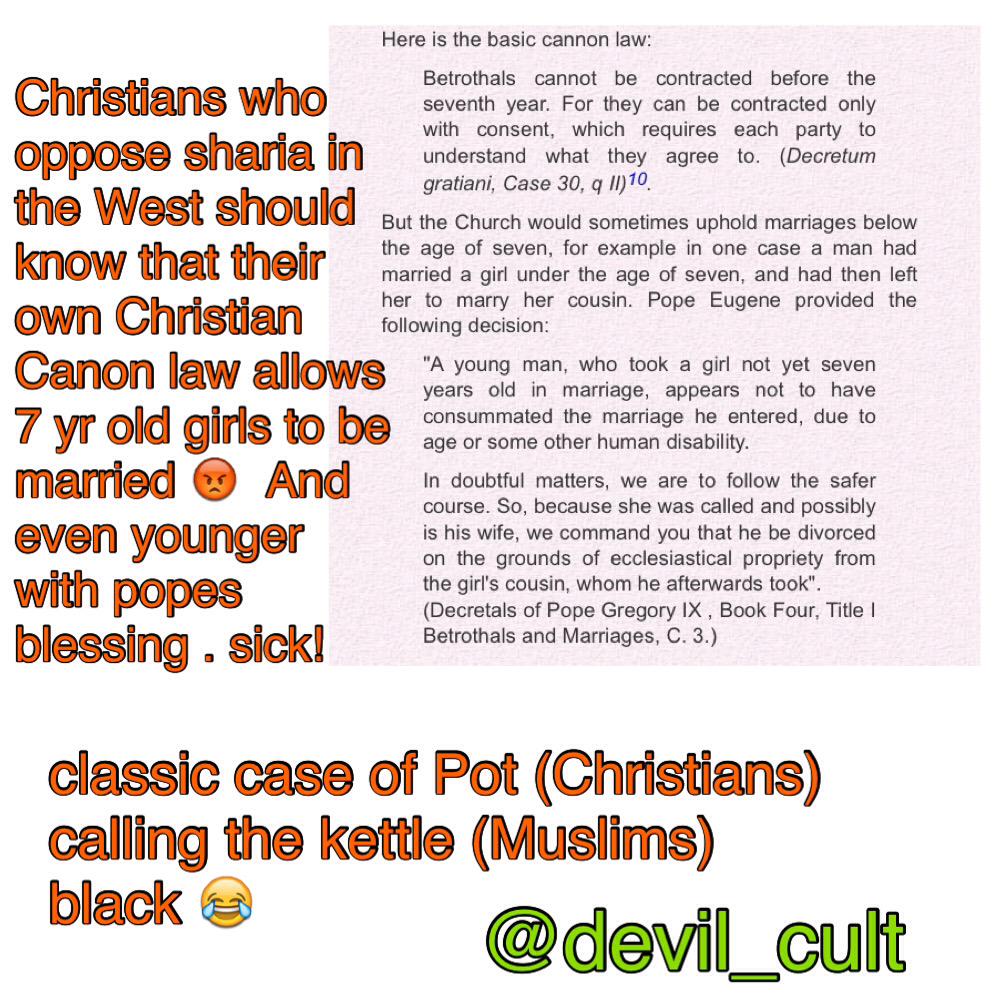 Christians who
oppose sharia in
the West should
know that their
own Christian
Canon law allows
7 yr old girls to be
married 😡 And
even younger
with popes
blessing . sick!
Here is the basic cannon law:
Betrothals cannot be contracted before the
seventh year. For they can be contracted only
with consent, which requires each party to
understand what they agree to. (Decretum
gratiani, Case 30, q II)10.
But the Church would sometimes uphold marriages below
the age of seven, for example in one case a man had
married a girl under the age of seven, and had then left
her to marry her cousin. Pope Eugene provided the
following decision:
"A young man, who took a girl not yet seven
years old in marriage, appears not to have
consummated the marriage he entered, due to
age or some other human disability.
In doubtful matters, we are to follow the safer
course. So, because she was called and possibly
is his wife, we command you that he be divorced
on the grounds of ecclesiastical propriety from
the girl's cousin, whom he afterwards took".
(Decretals of Pope Gregory IX , Book Four, Title I
Betrothals and Marriages, C. 3.)
classic case of Pot (Christians)
calling the kettle (Muslims)
black 😂
@devil_cult